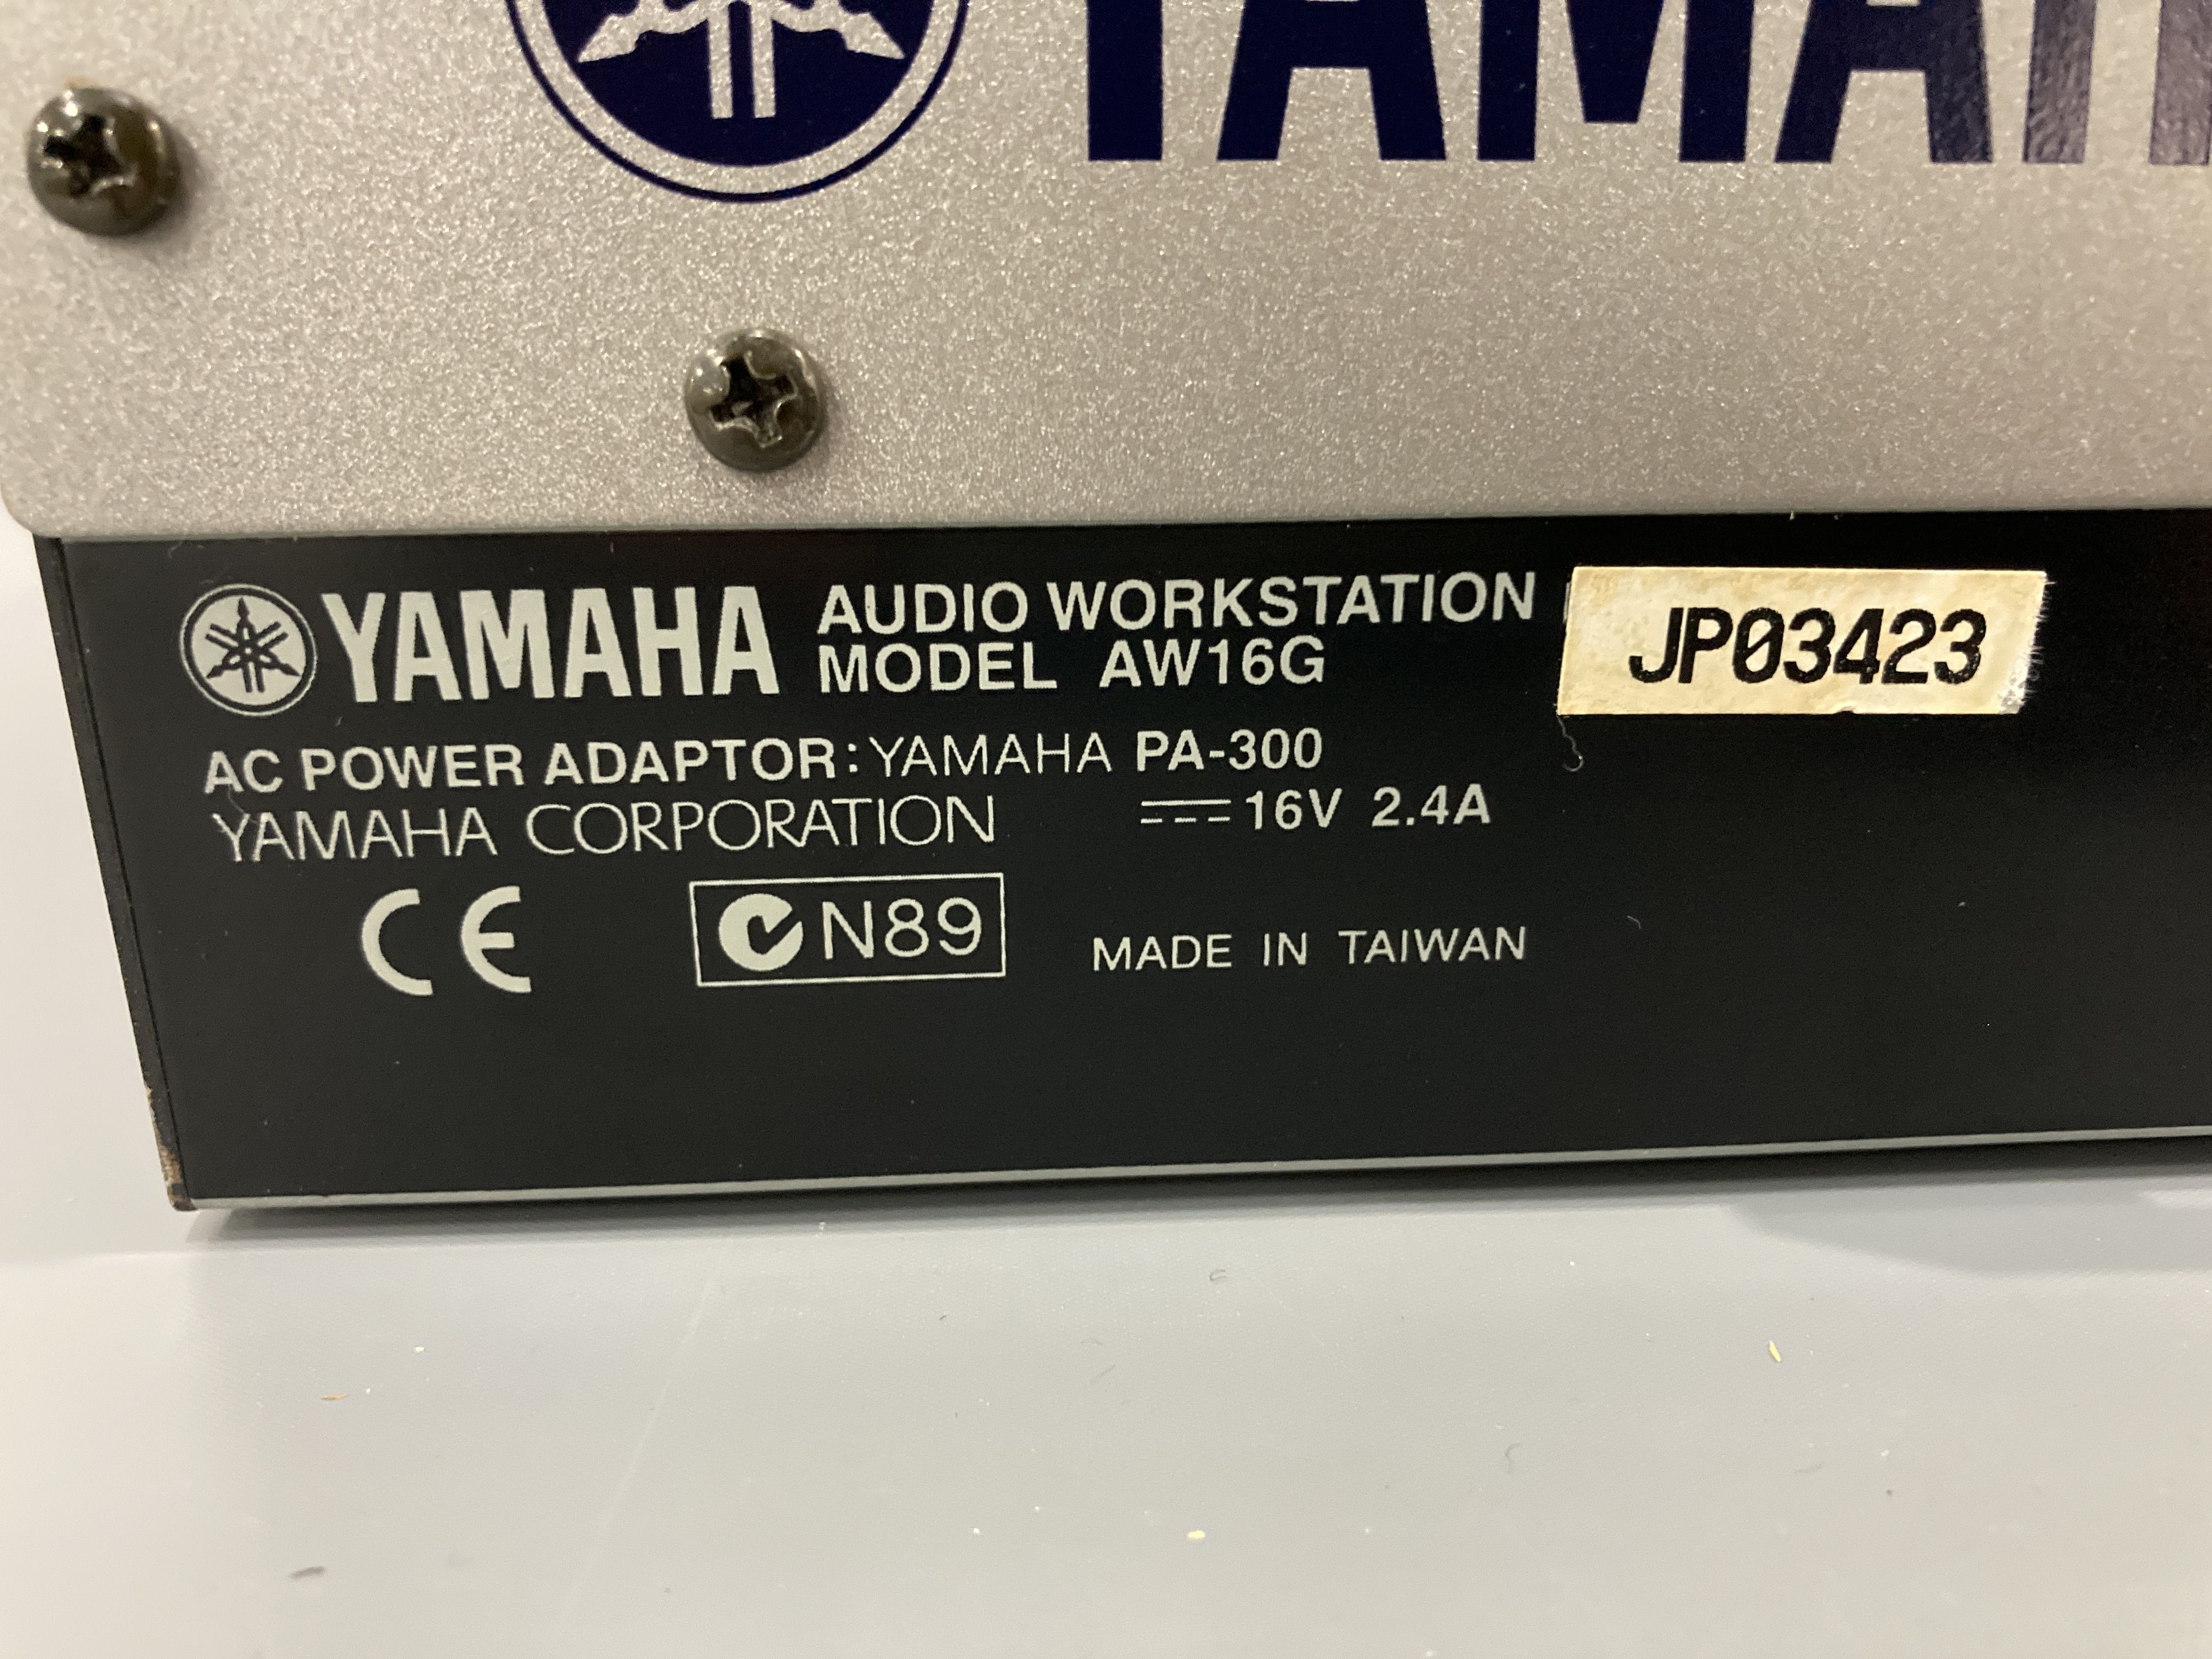 YAMAHA
YAMAHA AUDIO WORKSTATION
MODEL AW16G
JP03423
AC POWER ADAPTOR: YAMAHA PA-300
YAMAHA CORPORATION ⎓ 16V 2.4A
CE N89 MADE IN TAIWAN